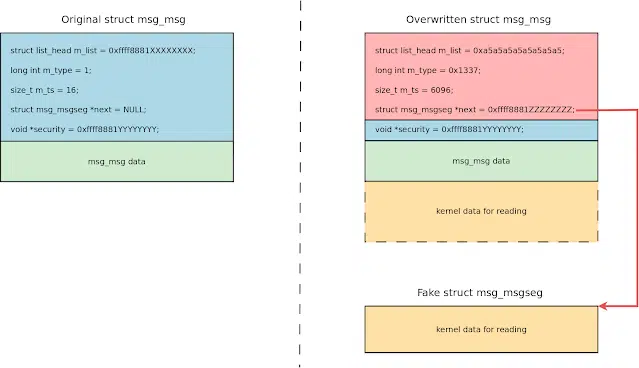 Original struct msg_msg
struct list_head m_list = 0xffff8881XXXXXXXX;
long int m_type = 1;
size_t m_ts = 16;
struct msg_msgseg *next = NULL;
void *security = 0xffff8881YYYYYYYY;
msg_msg data
Overwritten struct msg_msg
struct list_head m_list = 0xa5a5a5a5a5a5a5a5;
long int m_type = 0x1337;
size_t m_ts = 6096;
struct msg_msgseg *next = 0xffff8881ZZZZZZZZ;
void *security = 0xffff8881YYYYYYYY;
msg_msg data
kernel data for reading
Fake struct msg_msgseg
kernel data for reading